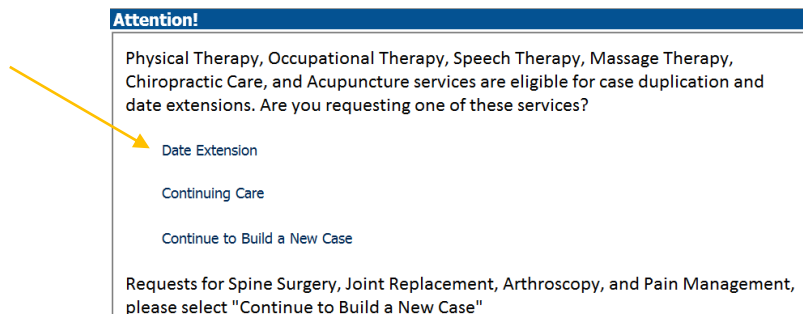 Attention!
Physical Therapy, Occupational Therapy, Speech Therapy, Massage Therapy,
Chiropractic Care, and Acupuncture services are eligible for case duplication and
date extensions. Are you requesting one of these services?
Date Extension
Continuing Care
Continue to Build a New Case
Requests for Spine Surgery, Joint Replacement, Arthroscopy, and Pain Management,
please select "Continue to Build a New Case"